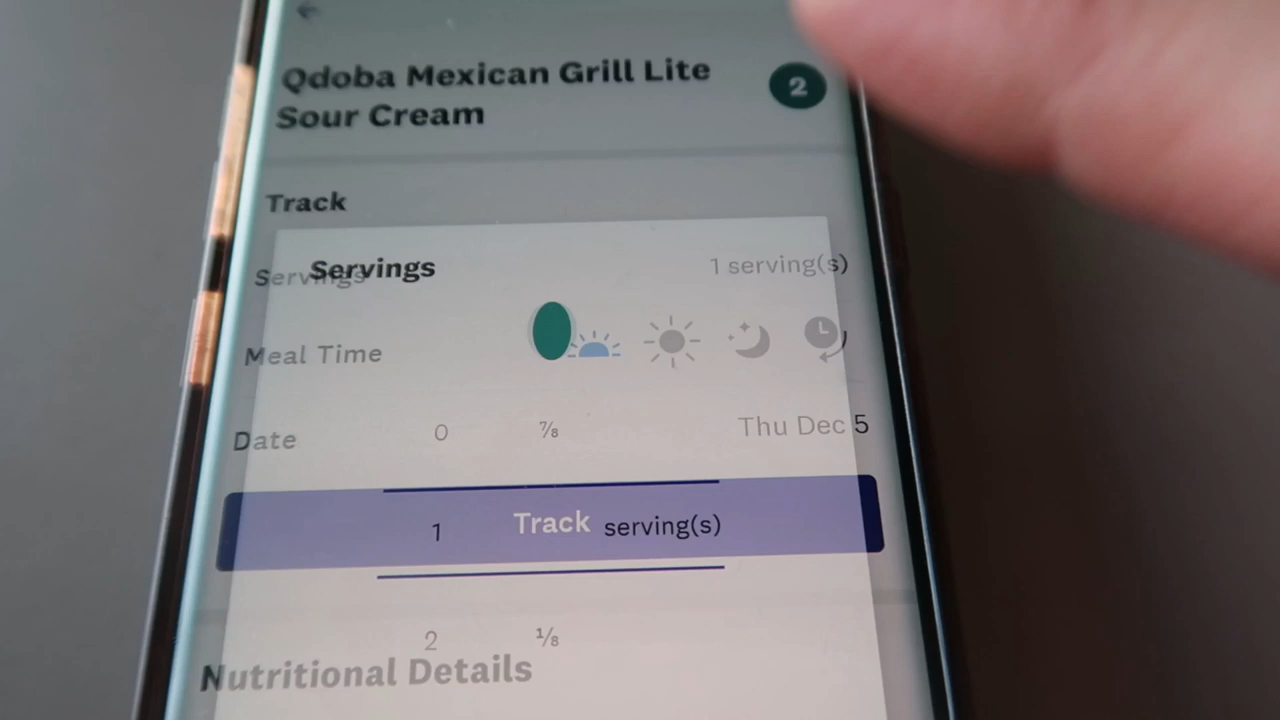 Qdoba Mexican Grill Lite
Sour Cream
2
Track
Servings
Servings
1 serving(s)
Meal Time
Date
0
⅞
Thu Dec 5
1
Track
serving(s)
2
⅛
Nutritional Details